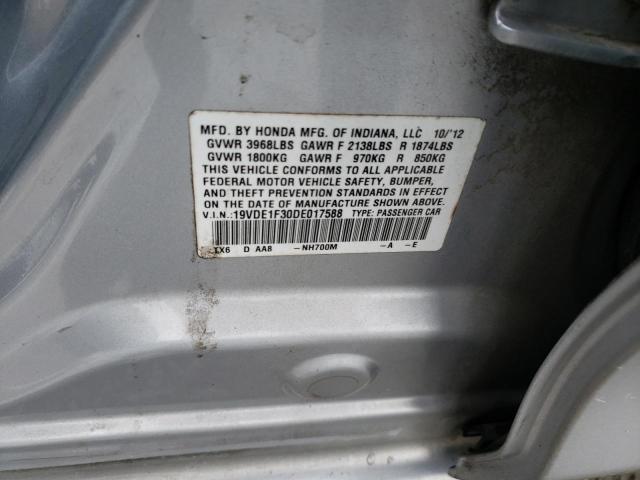 MFD. BY HONDA MFG. OF INDIANA, LLC 10/'12
GVWR 3968LBS GAWR F 2138LBS R 1874LBS
GVWR 1800KG GAWR F 970KG R 850KG
THIS VEHICLE CONFORMS TO ALL APPLICABLE
FEDERAL MOTOR VEHICLE SAFETY, BUMPER,
AND THEFT PREVENTION STANDARDS IN EFFECT
ON THE DATE OF MANUFACTURE SHOWN ABOVE.
V.I.N.:19VDE1F30DE017588 TYPE: PASSENGER CAR
TX6 D AA8 -NH700M -A -E